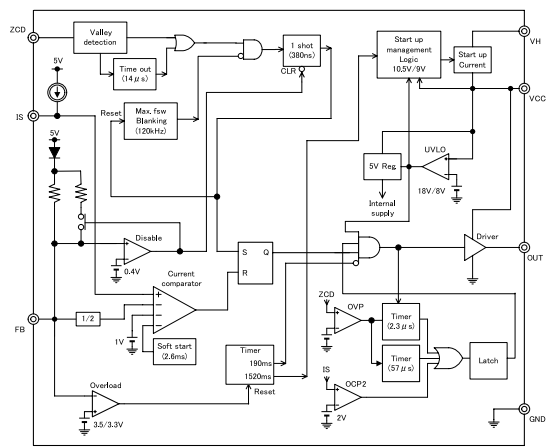 ZCD
Valley
detection
Time out
(14μs)
1 shot
(380ns)
CLR
Start up
management
Logic
10.5V/9V
Start up
Current
VH
VCC
5V
IS
Reset
Max. fsw
Blanking
(120kHz)
5V
5V Reg.
UVLO
18V/8V
Internal
supply
Disable
0.4V
Current
comparator
S
Q
R
Driver
OUT
FB
1/2
1V
Soft start
(2.6ms)
ZCD
OVP
Timer
(2.3μs)
Timer
(57μs)
Latch
Timer
190ms
1520ms
Reset
IS
OCP2
2V
Overload
3.5/3.3V
GND